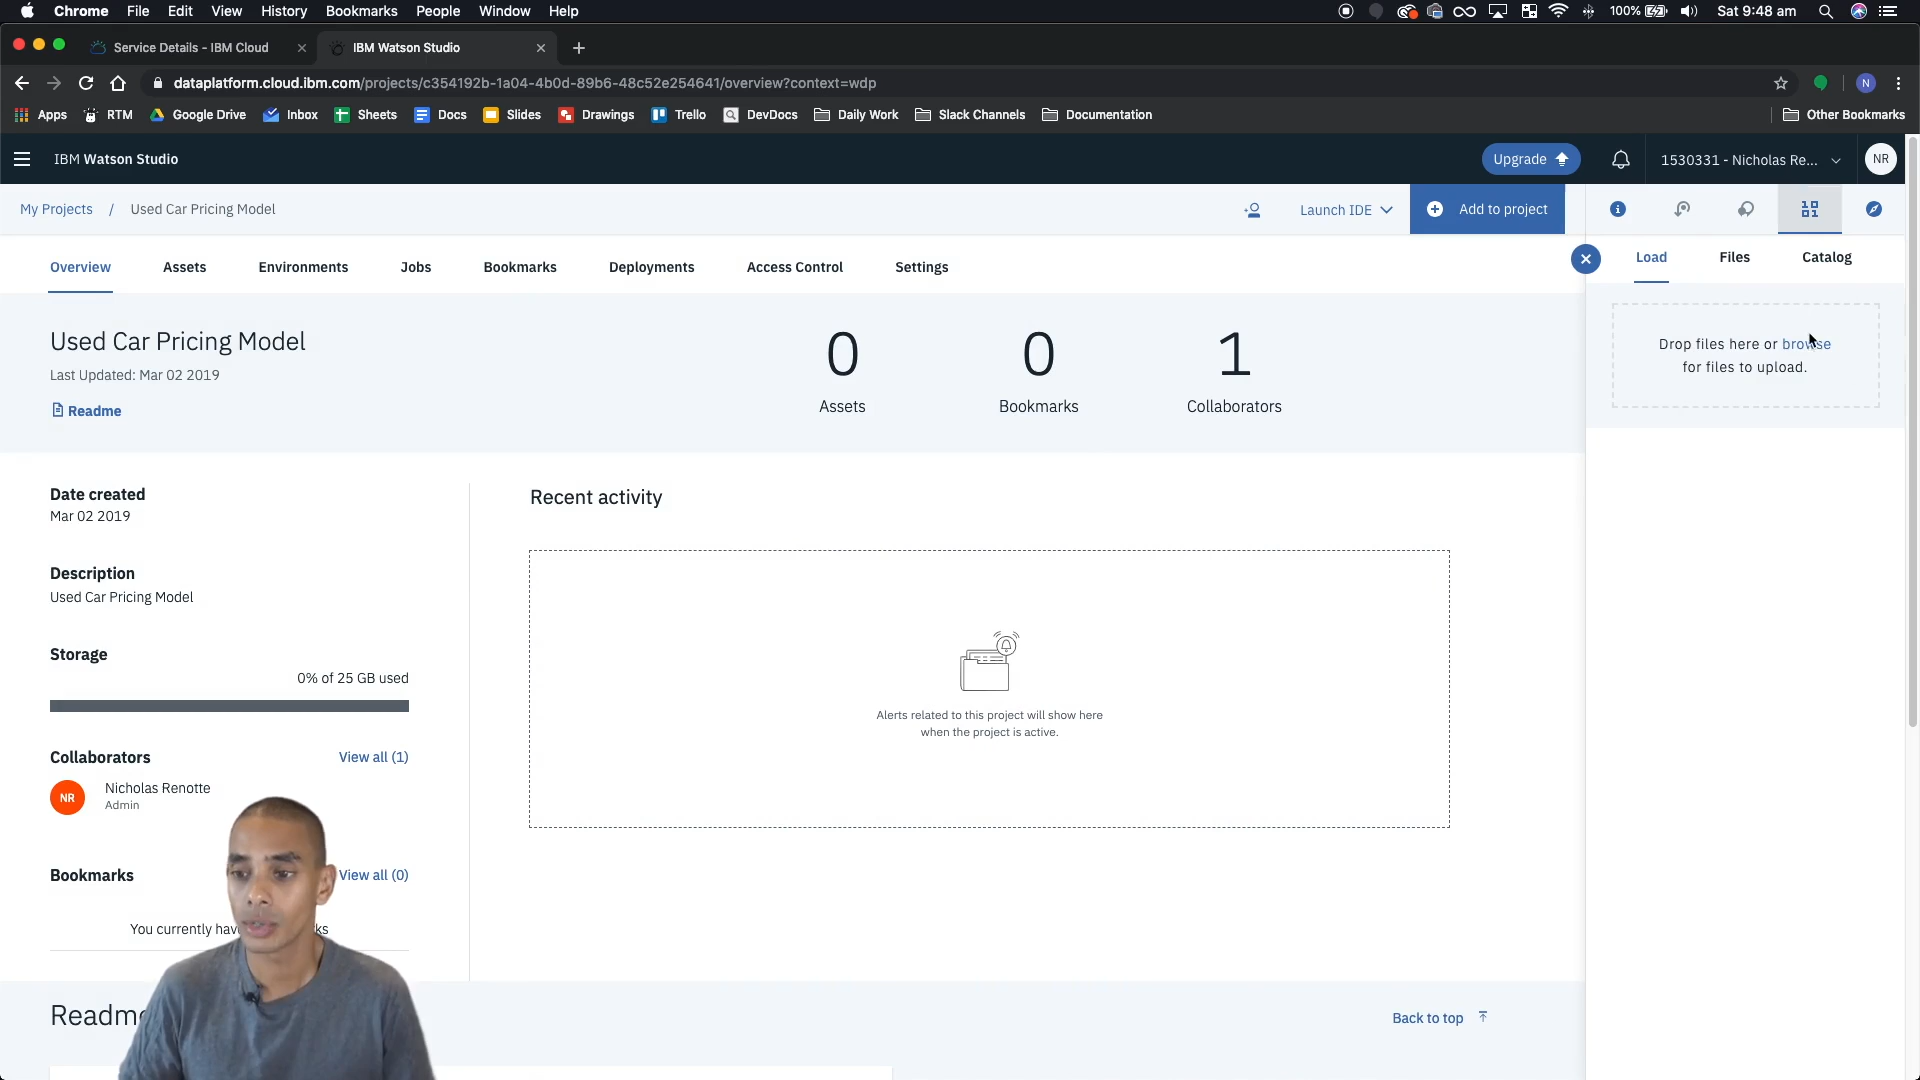 Chrome File Edit View History Bookmarks People Window Help
100% Sat 9:48 am
Service Details - IBM Cloud
IBM Watson Studio
dataplatform.cloud.ibm.com/projects/c354192b-1a04-4b0d-89b6-48c52e254641/overview?context=wdp
N
Apps RTM Google Drive Inbox Sheets Docs Slides Drawings Trello DevDocs Daily Work Slack Channels Documentation Other Bookmarks
IBM Watson Studio
Upgrade
1530331 - Nicholas Re...
NR
My Projects / Used Car Pricing Model
Launch IDE
Add to project
Overview Assets Environments Jobs Bookmarks Deployments Access Control Settings
Load Files Catalog
Drop files here or browse
for files to upload.
Used Car Pricing Model
Last Updated: Mar 02 2019
Readme
0
Assets
0
Bookmarks
1
Collaborators
Date created
Mar 02 2019
Description
Used Car Pricing Model
Storage
0% of 25 GB used
Collaborators
View all (1)
NR
Nicholas Renotte
Admin
Bookmarks
View all (0)
You currently
Recent activity
Alerts related to this project will show here
when the project is active.
Back to top